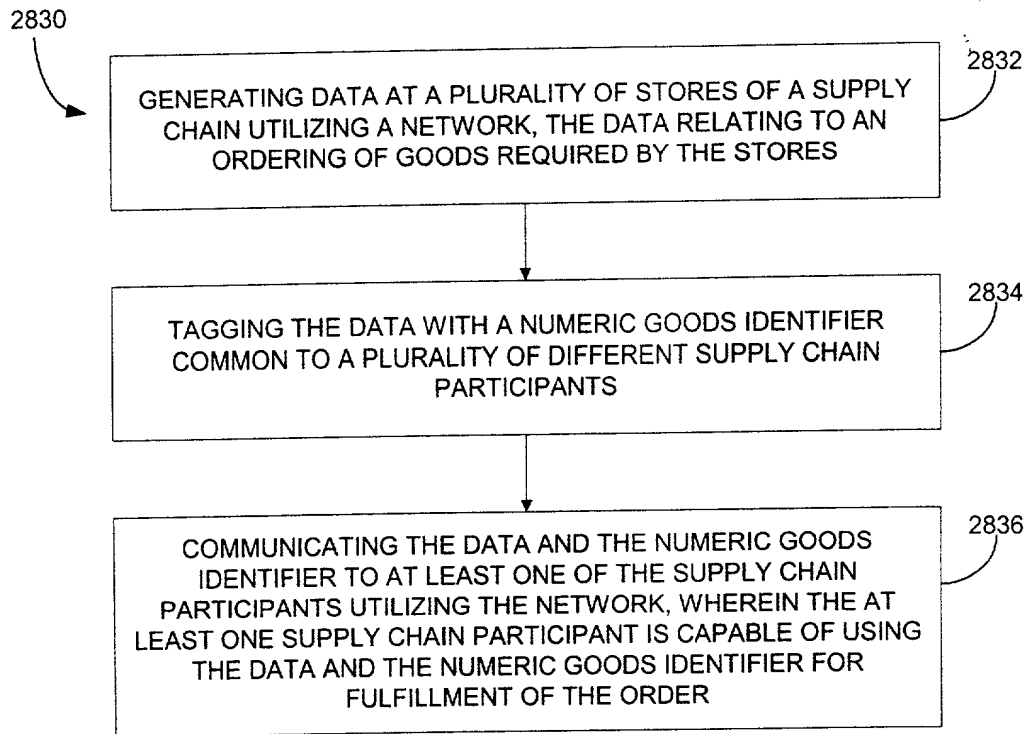 2830
2832
GENERATING DATA AT A PLURALITY OF STORES OF A SUPPLY
CHAIN UTILIZING A NETWORK, THE DATA RELATING TO AN
ORDERING OF GOODS REQUIRED BY THE STORES
2834
TAGGING THE DATA WITH A NUMERIC GOODS IDENTIFIER
COMMON TO A PLURALITY OF DIFFERENT SUPPLY CHAIN
PARTICIPANTS
2836
COMMUNICATING THE DATA AND THE NUMERIC GOODS
IDENTIFIER TO AT LEAST ONE OF THE SUPPLY CHAIN
PARTICIPANTS UTILIZING THE NETWORK, WHEREIN THE AT
LEAST ONE SUPPLY CHAIN PARTICIPANT IS CAPABLE OF USING
THE DATA AND THE NUMERIC GOODS IDENTIFIER FOR
FULFILLMENT OF THE ORDER